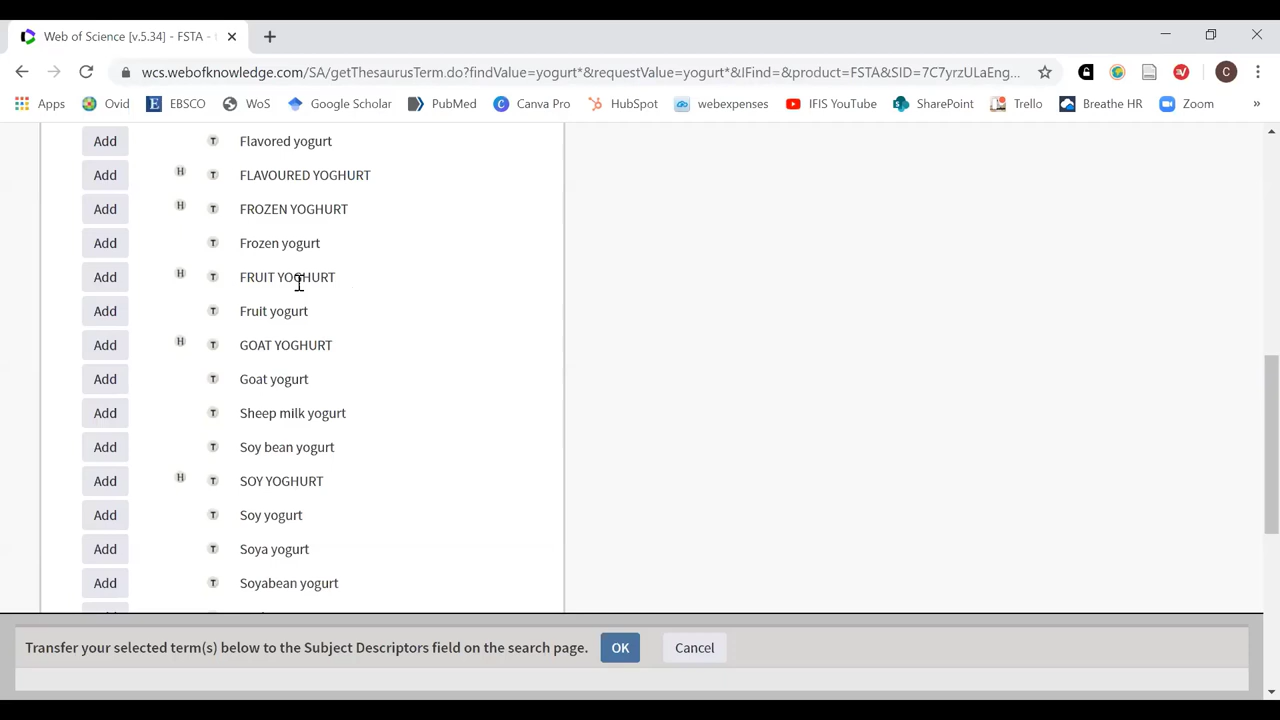 Web of Science [v.5.34] - FSTA - t
wcs.webofknowledge.com/SA/getThesaurusTerm.do?findValue=yogurt*&requestValue=yogurt*&IFind=&product=FSTA&SID=7C7yrzULaEng...
C
Apps Ovid EBSCO WoS Google Scholar PubMed Canva Pro HubSpot webexpenses IFIS YouTube SharePoint Trello Breathe HR Zoom »
Add T Flavored yogurt
Add H T FLAVOURED YOGHURT
Add H T FROZEN YOGHURT
Add T Frozen yogurt
Add H T FRUIT YOGHURT
Add T Fruit yogurt
Add H T GOAT YOGHURT
Add T Goat yogurt
Add T Sheep milk yogurt
Add T Soy bean yogurt
Add H T SOY YOGHURT
Add T Soy yogurt
Add T Soya yogurt
Add T Soyabean yogurt
Transfer your selected term(s) below to the Subject Descriptors field on the search page. OK Cancel